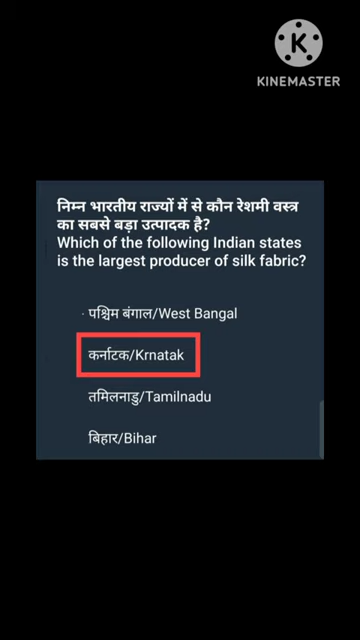 K
KINEMASTER
निम्न भारतीय राज्यों में से कौन रेशमी वस्त्र
का सबसे बड़ा उत्पादक है?
Which of the following Indian states
is the largest producer of silk fabric?
पश्चिम बंगाल/West Bangal
कर्नाटक/Krnatak
तमिलनाडु/Tamilnadu
बिहार/Bihar